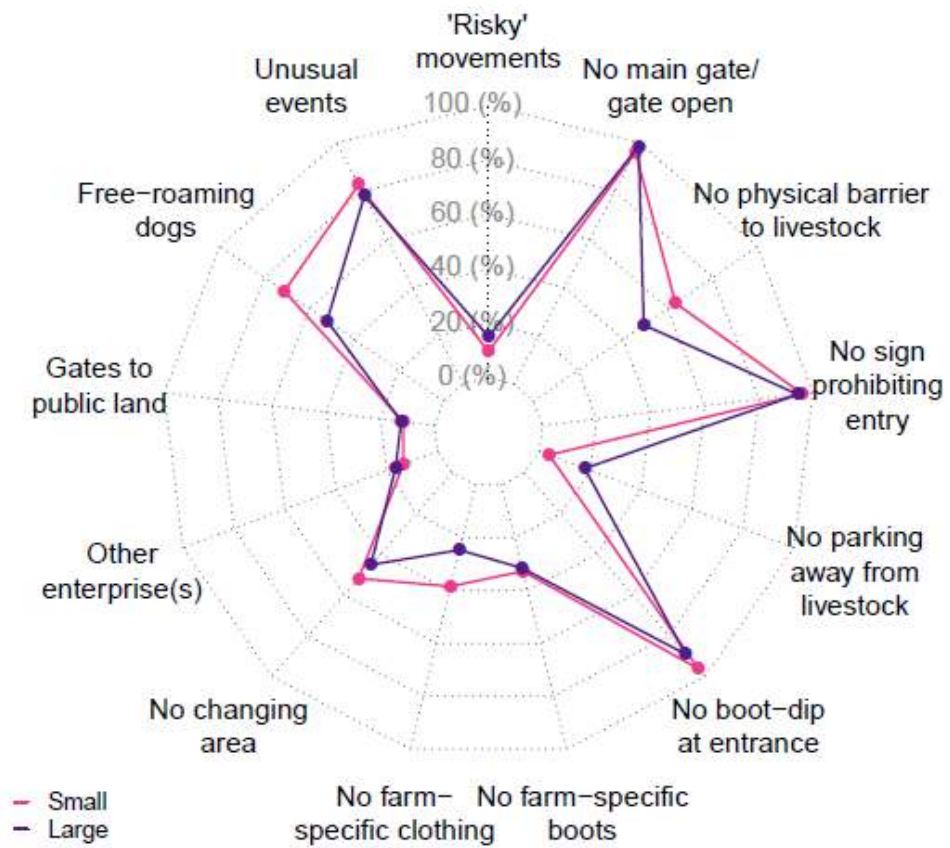 'Risky'
movements
No main gate/
gate open
No physical barrier
to livestock
No sign
prohibiting
entry
No parking
away from
livestock
No boot−dip
at entrance
No farm−specific
boots
No farm−
specific clothing
No changing
area
Other
enterprise(s)
Gates to
public land
Free−roaming
dogs
Unusual
events
100 (%)
80 (%)
60 (%)
40 (%)
20 (%)
0 (%)
Small
Large